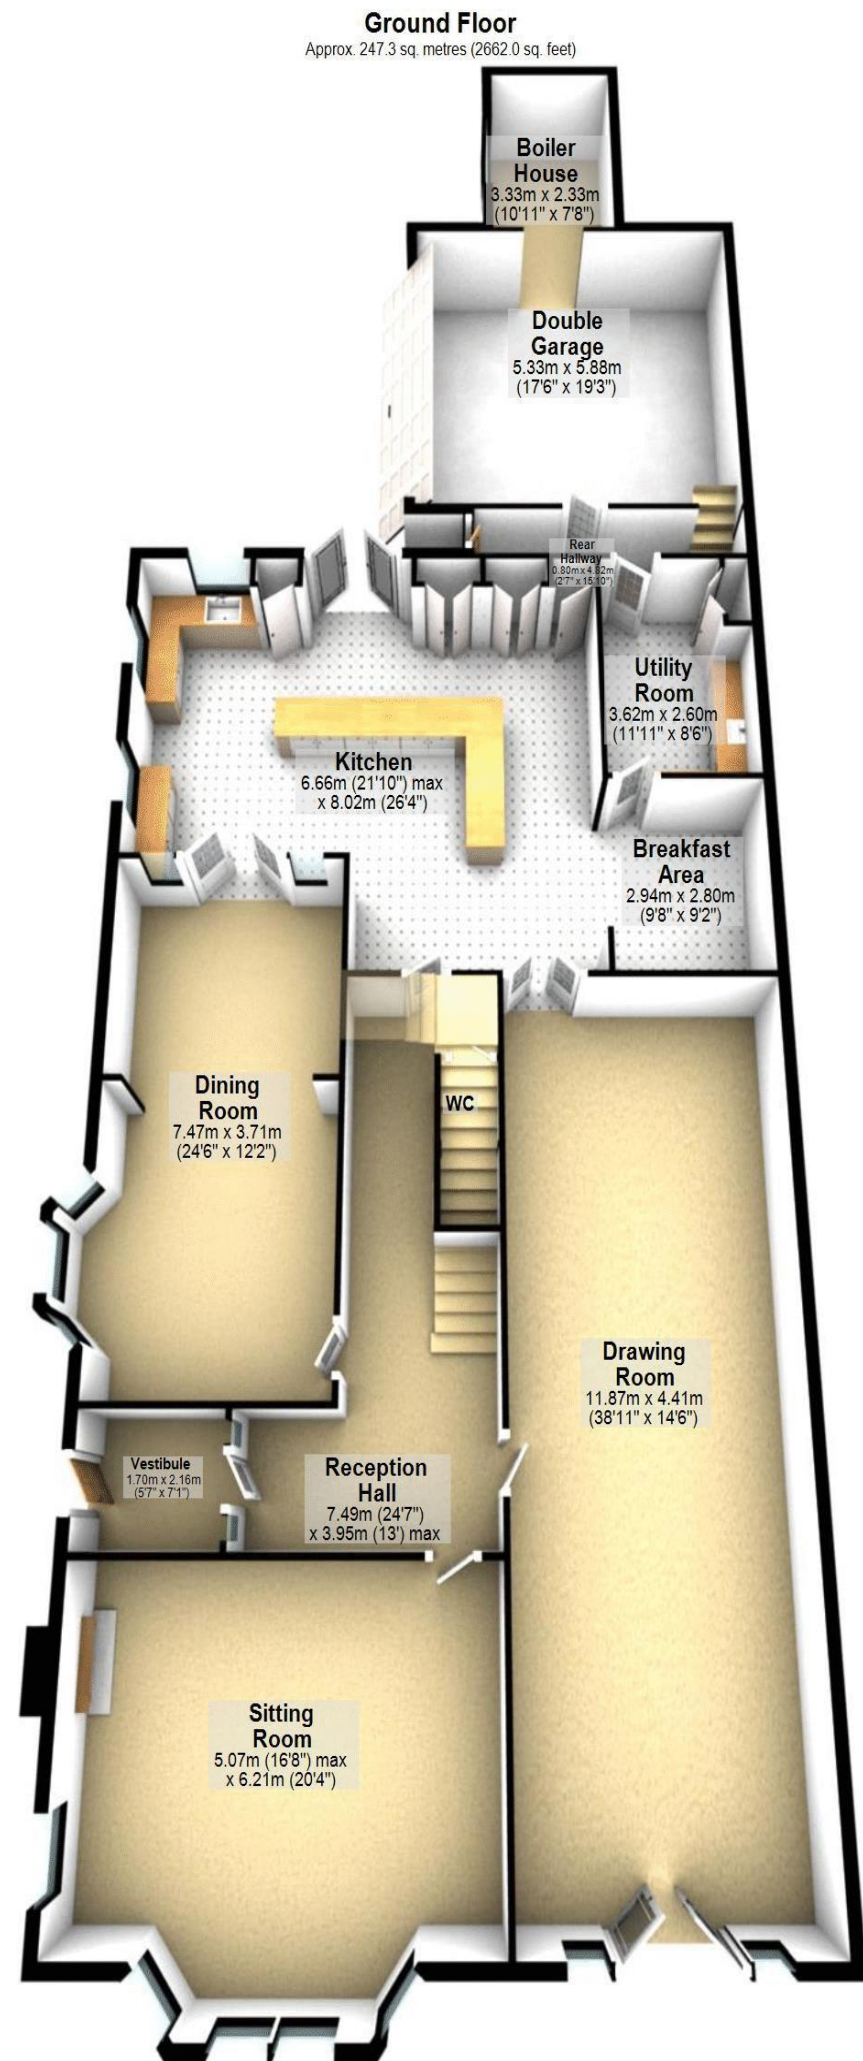 Ground Floor
Approx. 247.3 sq. metres (2662.0 sq. feet)
Boiler
House
3.33m x 2.33m
(10'11" x 7'8")
Double
Garage
5.33m x 5.88m
(17'6" x 19'3")
Rear
Hallway
0.80m x 4.82m
(2'7" x 15'10")
Utility
Room
3.62m x 2.60m
(11'11" x 8'6")
Kitchen
6.66m (21'10") max
x 8.02m (26'4")
Breakfast
Area
2.94m x 2.80m
(9'8" x 9'2")
Dining
Room
7.47m x 3.71m
(24'6" x 12'2")
WC
Drawing
Room
11.87m x 4.41m
(38'11" x 14'6")
Vestibule
1.70m x 2.16m
(5'7" x 7'1")
Reception
Hall
7.49m (24'7")
x 3.95m (13') max
Sitting
Room
5.07m (16'8") max
x 6.21m (20'4")